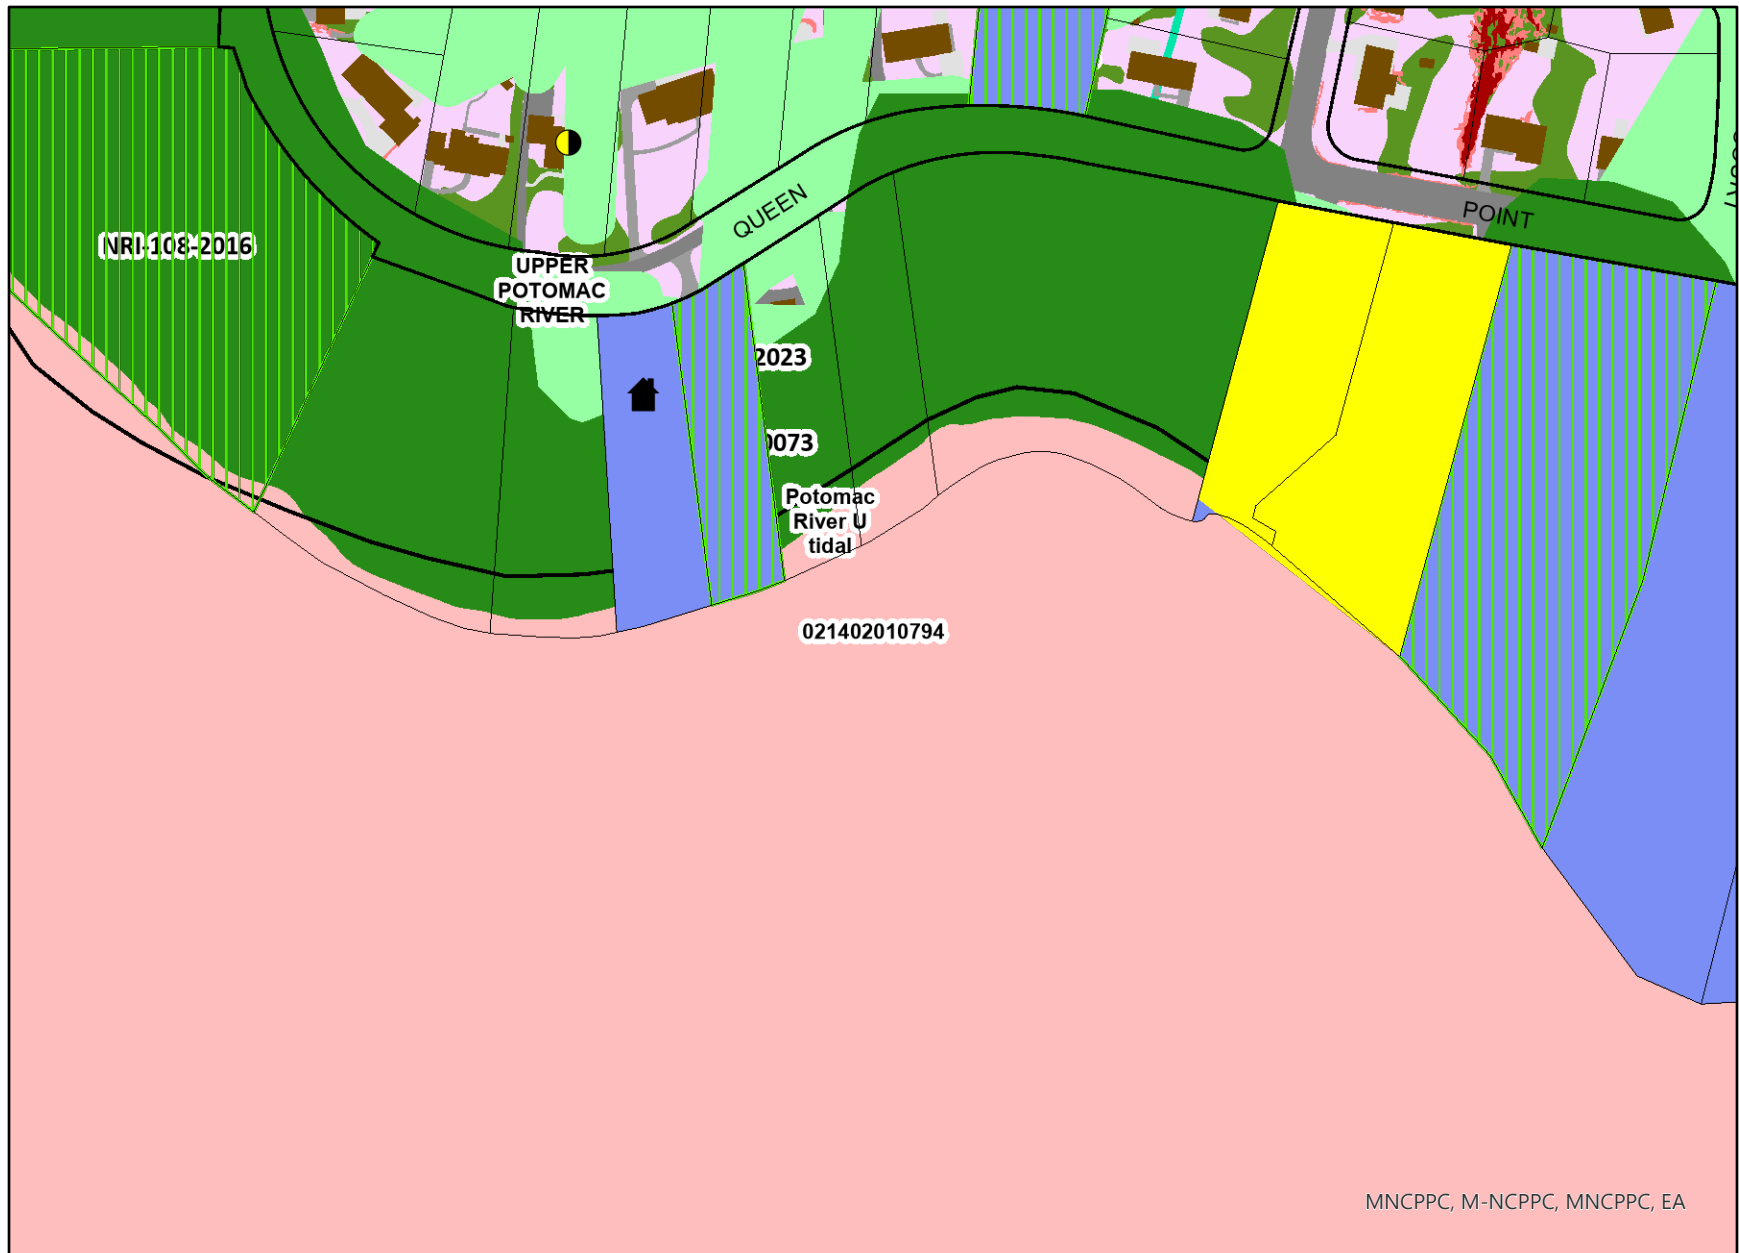 QUEEN
POINT
NRI-108-2016
UPPER
POTOMAC
RIVER
2023
0073
Potomac
River U
tidal
021402010794
MNCPPC, M-NCPPC, MNCPPC, EA